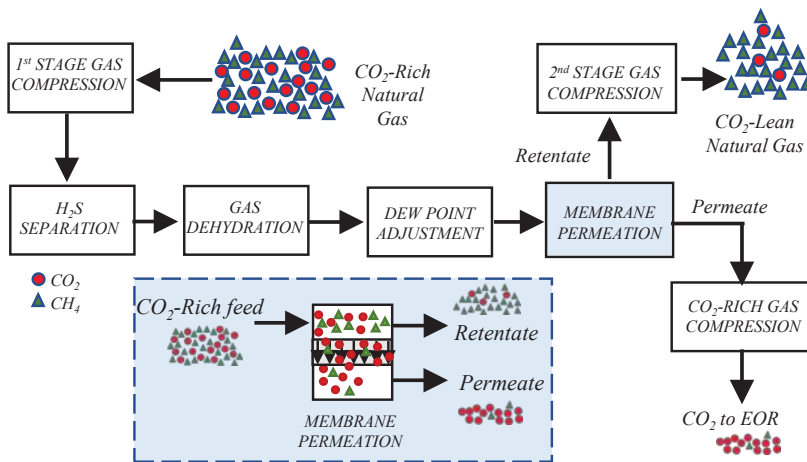 1st STAGE GAS
COMPRESSION
CO2-Rich
Natural
Gas
2nd STAGE GAS
COMPRESSION
CO2-Lean
Natural Gas
Retentate
H2S
SEPARATION
GAS
DEHYDRATION
DEW POINT
ADJUSTMENT
MEMBRANE
PERMEATION
Permeate
CO2
CH4
CO2-Rich feed
Retentate
Permeate
MEMBRANE
PERMEATION
CO2-RICH GAS
COMPRESSION
CO2 to EOR